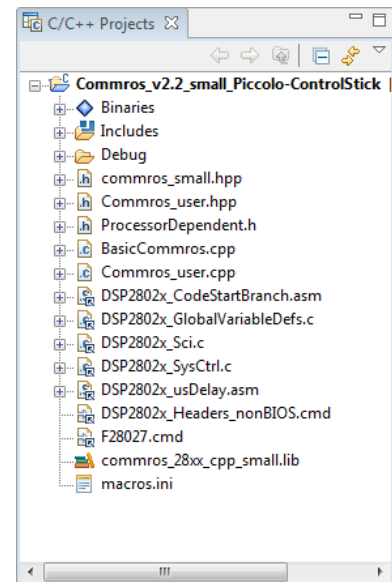 C/C++ Projects
Commros_v2.2_small_Piccolo-ControlStick
Binaries
Includes
Debug
commros_small.hpp
Commros_user.hpp
ProcessorDependent.h
BasicCommros.cpp
Commros_user.cpp
DSP2802x_CodeStartBranch.asm
DSP2802x_GlobalVariableDefs.c
DSP2802x_Sci.c
DSP2802x_SysCtrl.c
DSP2802x_usDelay.asm
DSP2802x_Headers_nonBIOS.cmd
F28027.cmd
commros_28xx_cpp_small.lib
macros.ini